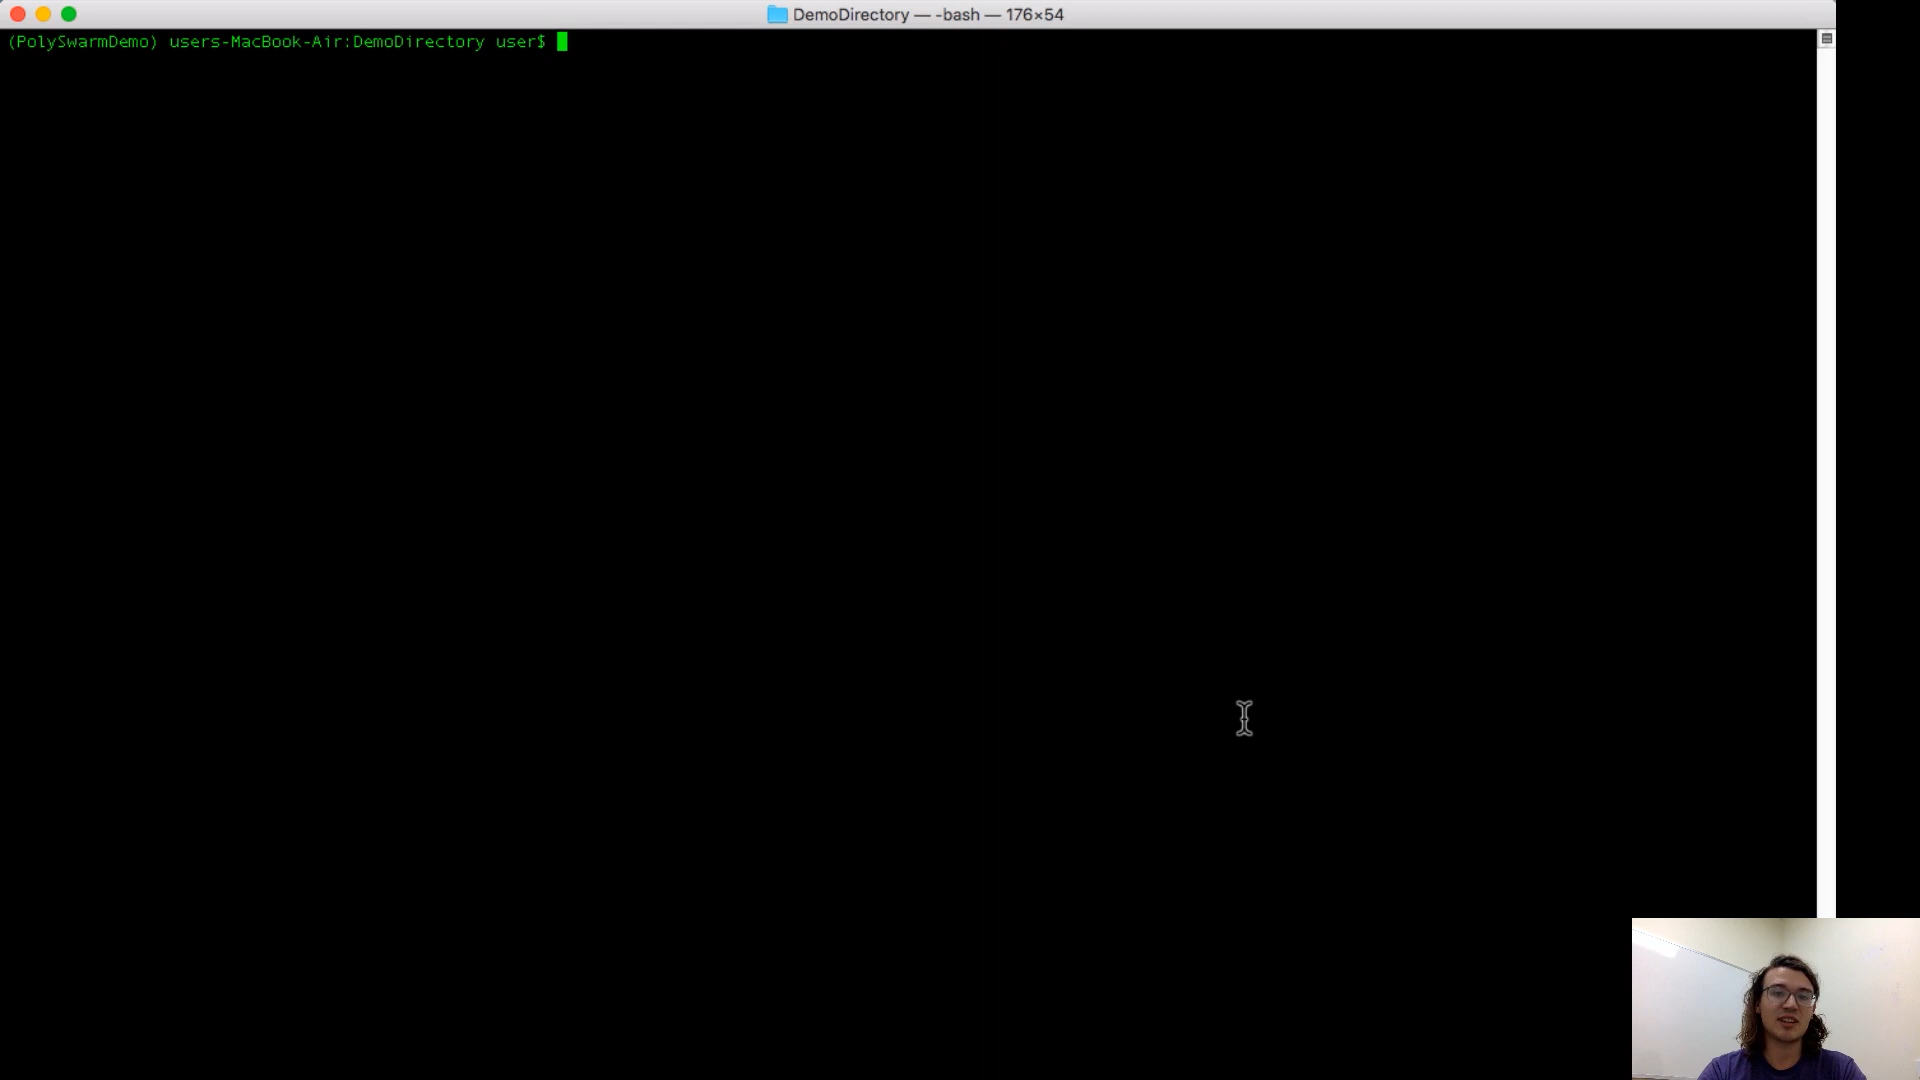 DemoDirectory — -bash — 176×54
(PolySwarmDemo) users-MacBook-Air:DemoDirectory user$